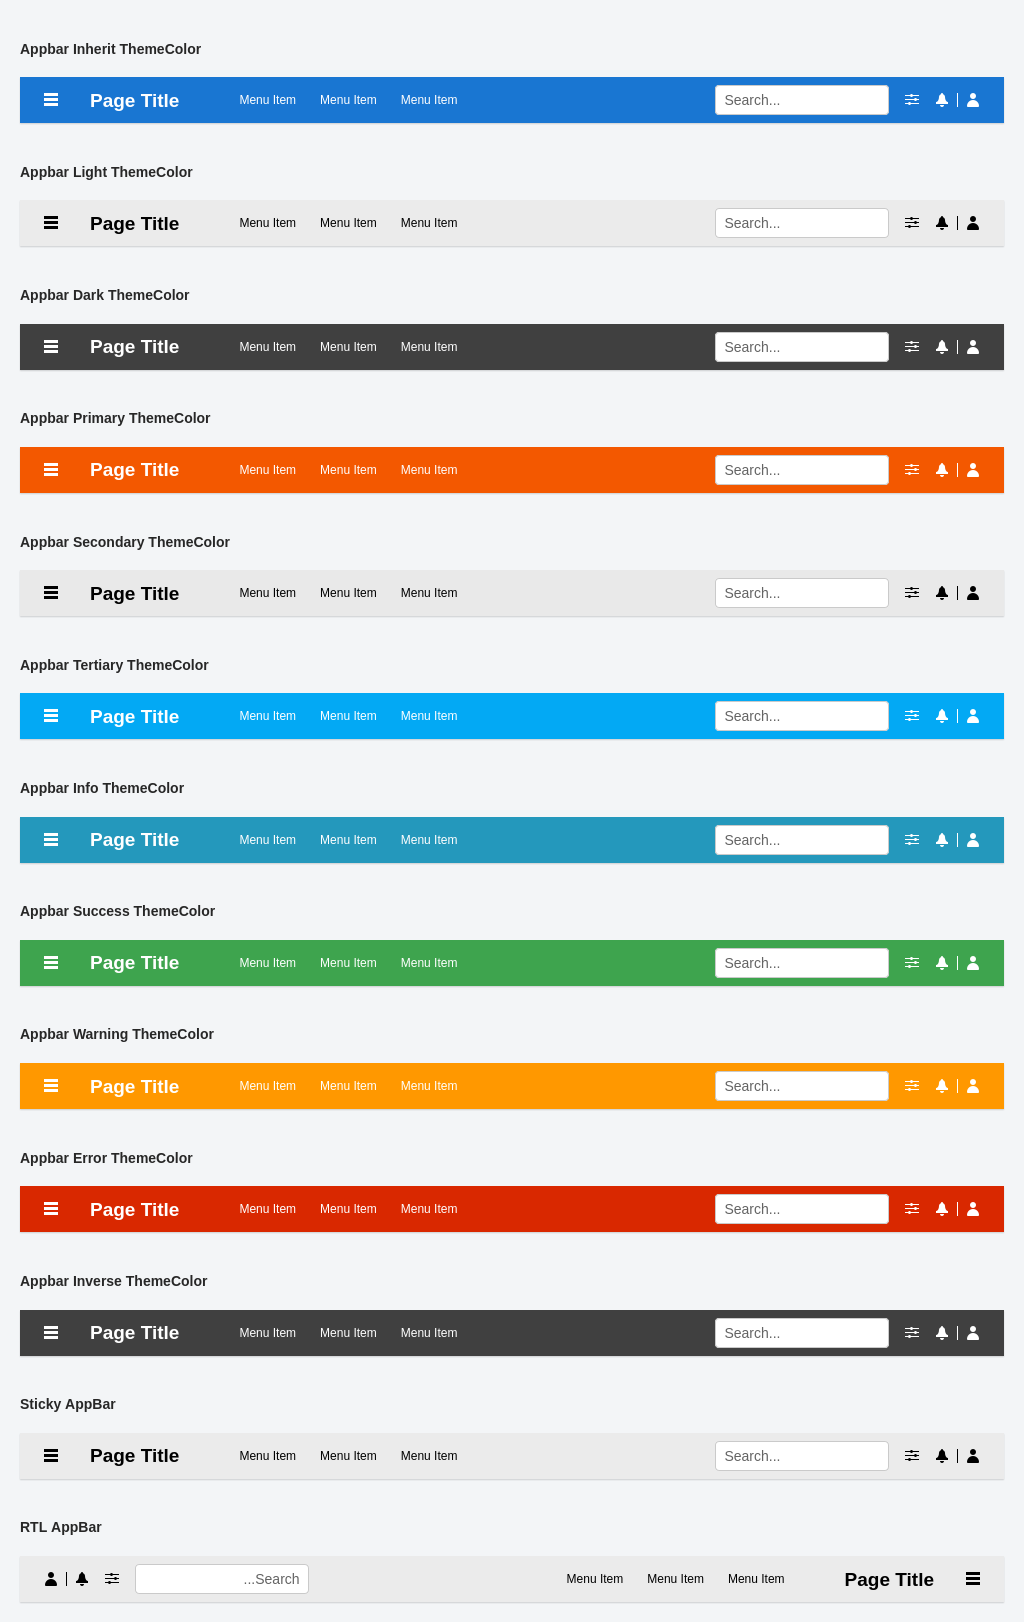 Appbar Inherit ThemeColor
Page Title Menu Item Menu Item Menu Item Search...
Appbar Light ThemeColor
Page Title Menu Item Menu Item Menu Item Search...
Appbar Dark ThemeColor
Page Title Menu Item Menu Item Menu Item Search...
Appbar Primary ThemeColor
Page Title Menu Item Menu Item Menu Item Search...
Appbar Secondary ThemeColor
Page Title Menu Item Menu Item Menu Item Search...
Appbar Tertiary ThemeColor
Page Title Menu Item Menu Item Menu Item Search...
Appbar Info ThemeColor
Page Title Menu Item Menu Item Menu Item Search...
Appbar Success ThemeColor
Page Title Menu Item Menu Item Menu Item Search...
Appbar Warning ThemeColor
Page Title Menu Item Menu Item Menu Item Search...
Appbar Error ThemeColor
Page Title Menu Item Menu Item Menu Item Search...
Appbar Inverse ThemeColor
Page Title Menu Item Menu Item Menu Item Search...
Sticky AppBar
Page Title Menu Item Menu Item Menu Item Search...
RTL AppBar
...Search Menu Item Menu Item Menu Item Page Title